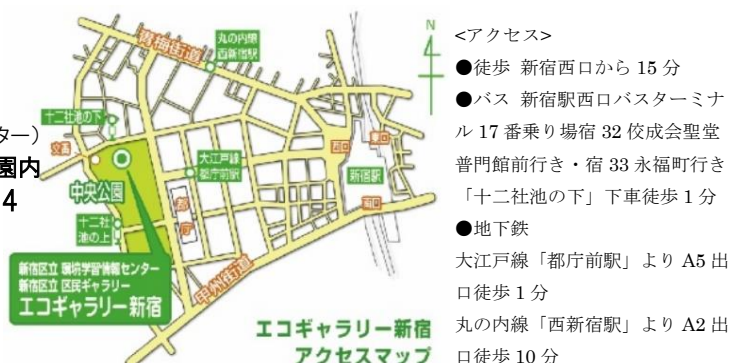 ター）
園内
4
N
青梅街道
丸の内線
西新宿駅
十二社池の下
交番
中央公園
大江戸線
都庁前駅
西口
東口
新宿駅
南口
都庁
十二社
池の上
甲州街道
新宿区立 環境学習情報センター
新宿区立 区民ギャラリー
エコギャラリー新宿
エコギャラリー新宿
アクセスマップ
<アクセス>
●徒歩 新宿西口から 15 分
●バス 新宿駅西口バスターミナ
ル 17 番乗り場宿 32 佼成会聖堂
普門館前行き・宿 33 永福町行き
「十二社池の下」下車徒歩 1 分
●地下鉄
大江戸線「都庁前駅」より A5 出
口徒歩 1 分
丸の内線「西新宿駅」より A2 出
口徒歩 10 分